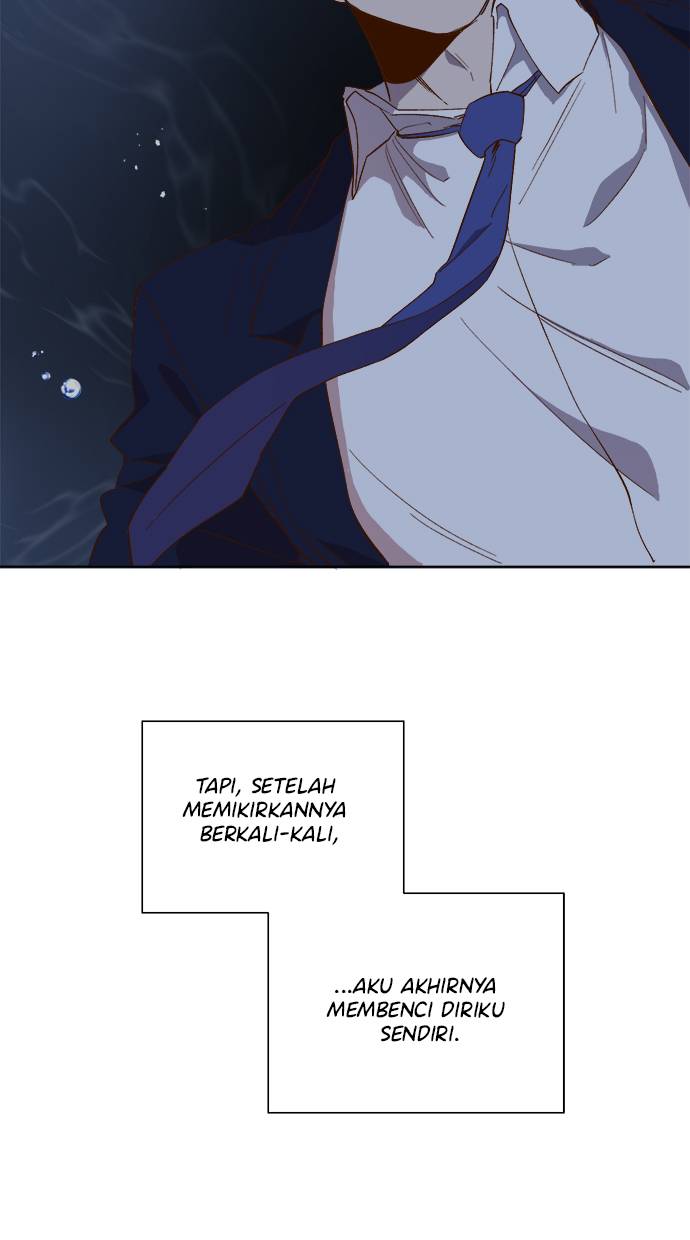 TAPI, SETELAH
MEMIKIRKANNYA
BERKALI-KALI,
...AKU AKHIRNYA
MEMBENCI DIRIKU
SENDIRI.